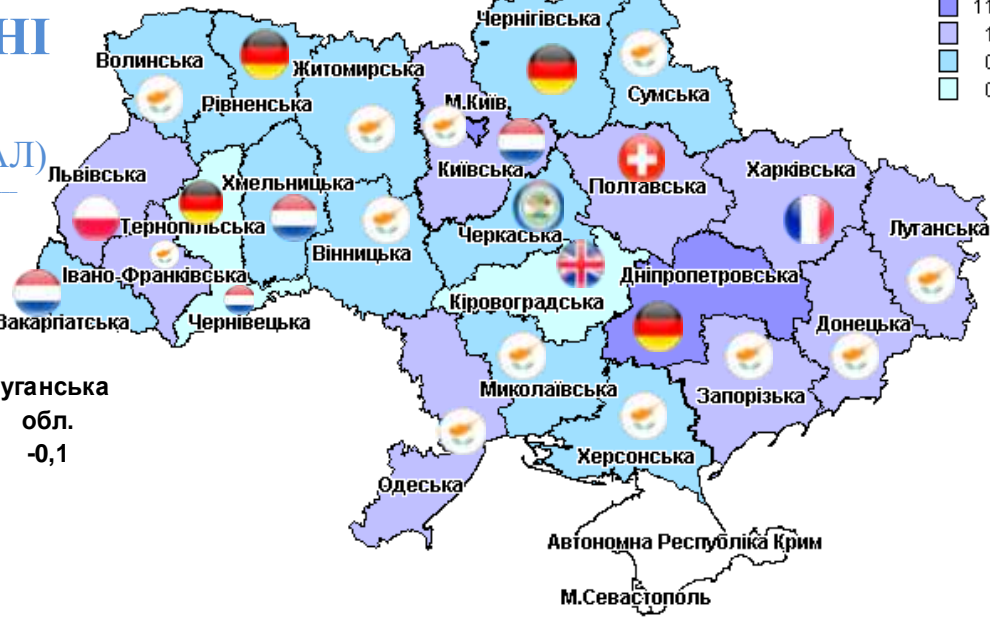 НІ
АЛ)
11
1
0
0
Чернігівська
Волинська
Житомирська
Сумська
Рівненська
М.Київ
Львівська
Хмельницька
Київська
Полтавська
Харківська
Тернопільська
Черкаська
Луганська
Вінницька
Івано-Франківська
Дніпропетровська
Кіровоградська
Закарпатська
Чернівецька
Донецька
Миколаївська
Запорізька
уганська
обл.
-0,1
Херсонська
Одеська
Автономна Республіка Крим
М.Севастополь